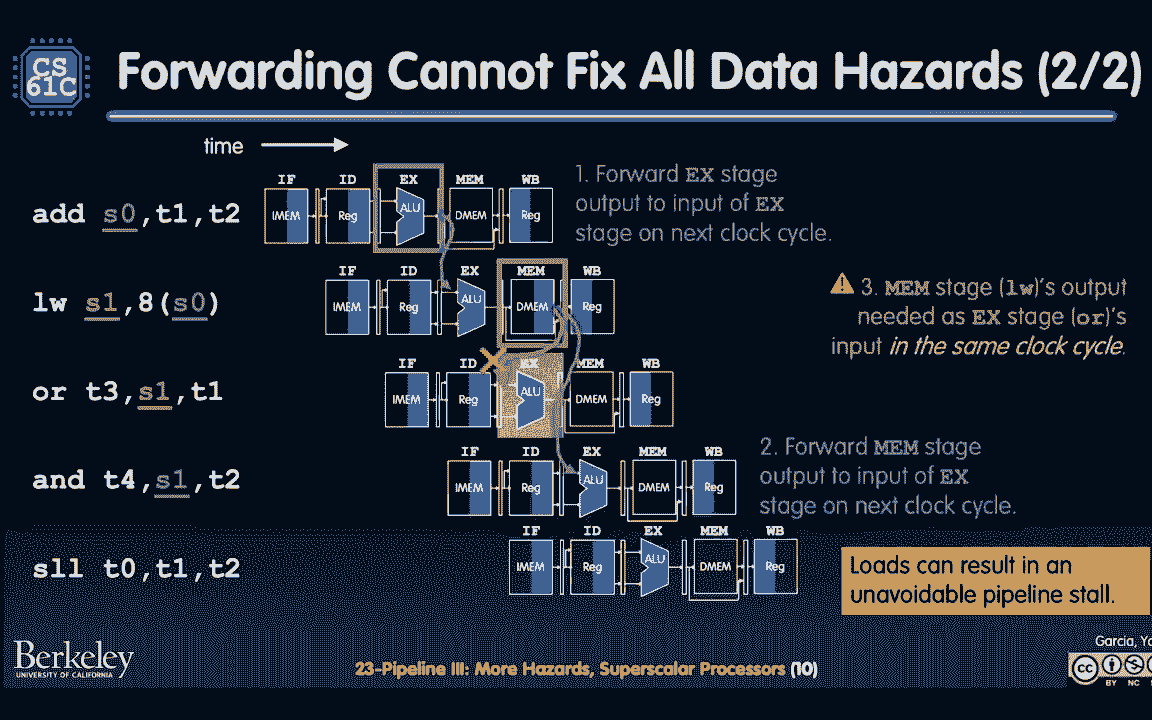 CS
61C
Forwarding Cannot Fix All Data Hazards (2/2)
time
IF ID EX MEM WB
add s0,t1,t2
IMEM Reg ALU DMEM Reg
1. Forward EX stage
output to input of EX
stage on next clock cycle.
IF ID EX MEM WB
lw s1,8(s0)
IMEM Reg ALU DMEM Reg
3. MEM stage (lw)'s output
needed as EX stage (or)'s
input in the same clock cycle.
IF ID EX MEM WB
or t3,s1,t1
IMEM Reg ALU DMEM Reg
IF ID EX MEM WB
and t4,s1,t2
IMEM Reg ALU DMEM Reg
2. Forward MEM stage
output to input of EX
stage on next clock cycle.
IF ID EX MEM WB
sll t0,t1,t2
IMEM Reg ALU DMEM Reg
Loads can result in an
unavoidable pipeline stall.
Berkeley
UNIVERSITY OF CALIFORNIA
23-Pipeline III: More Hazards, Superscalar Processors (10)
Garcia,
cc
BY NC